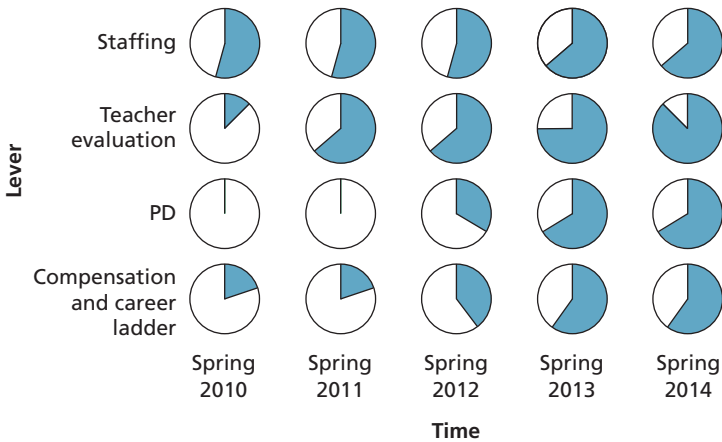 Lever
Staffing
Teacher
evaluation
PD
Compensation
and career
ladder
Spring
2010
Spring
2011
Spring
2012
Spring
2013
Spring
2014
Time